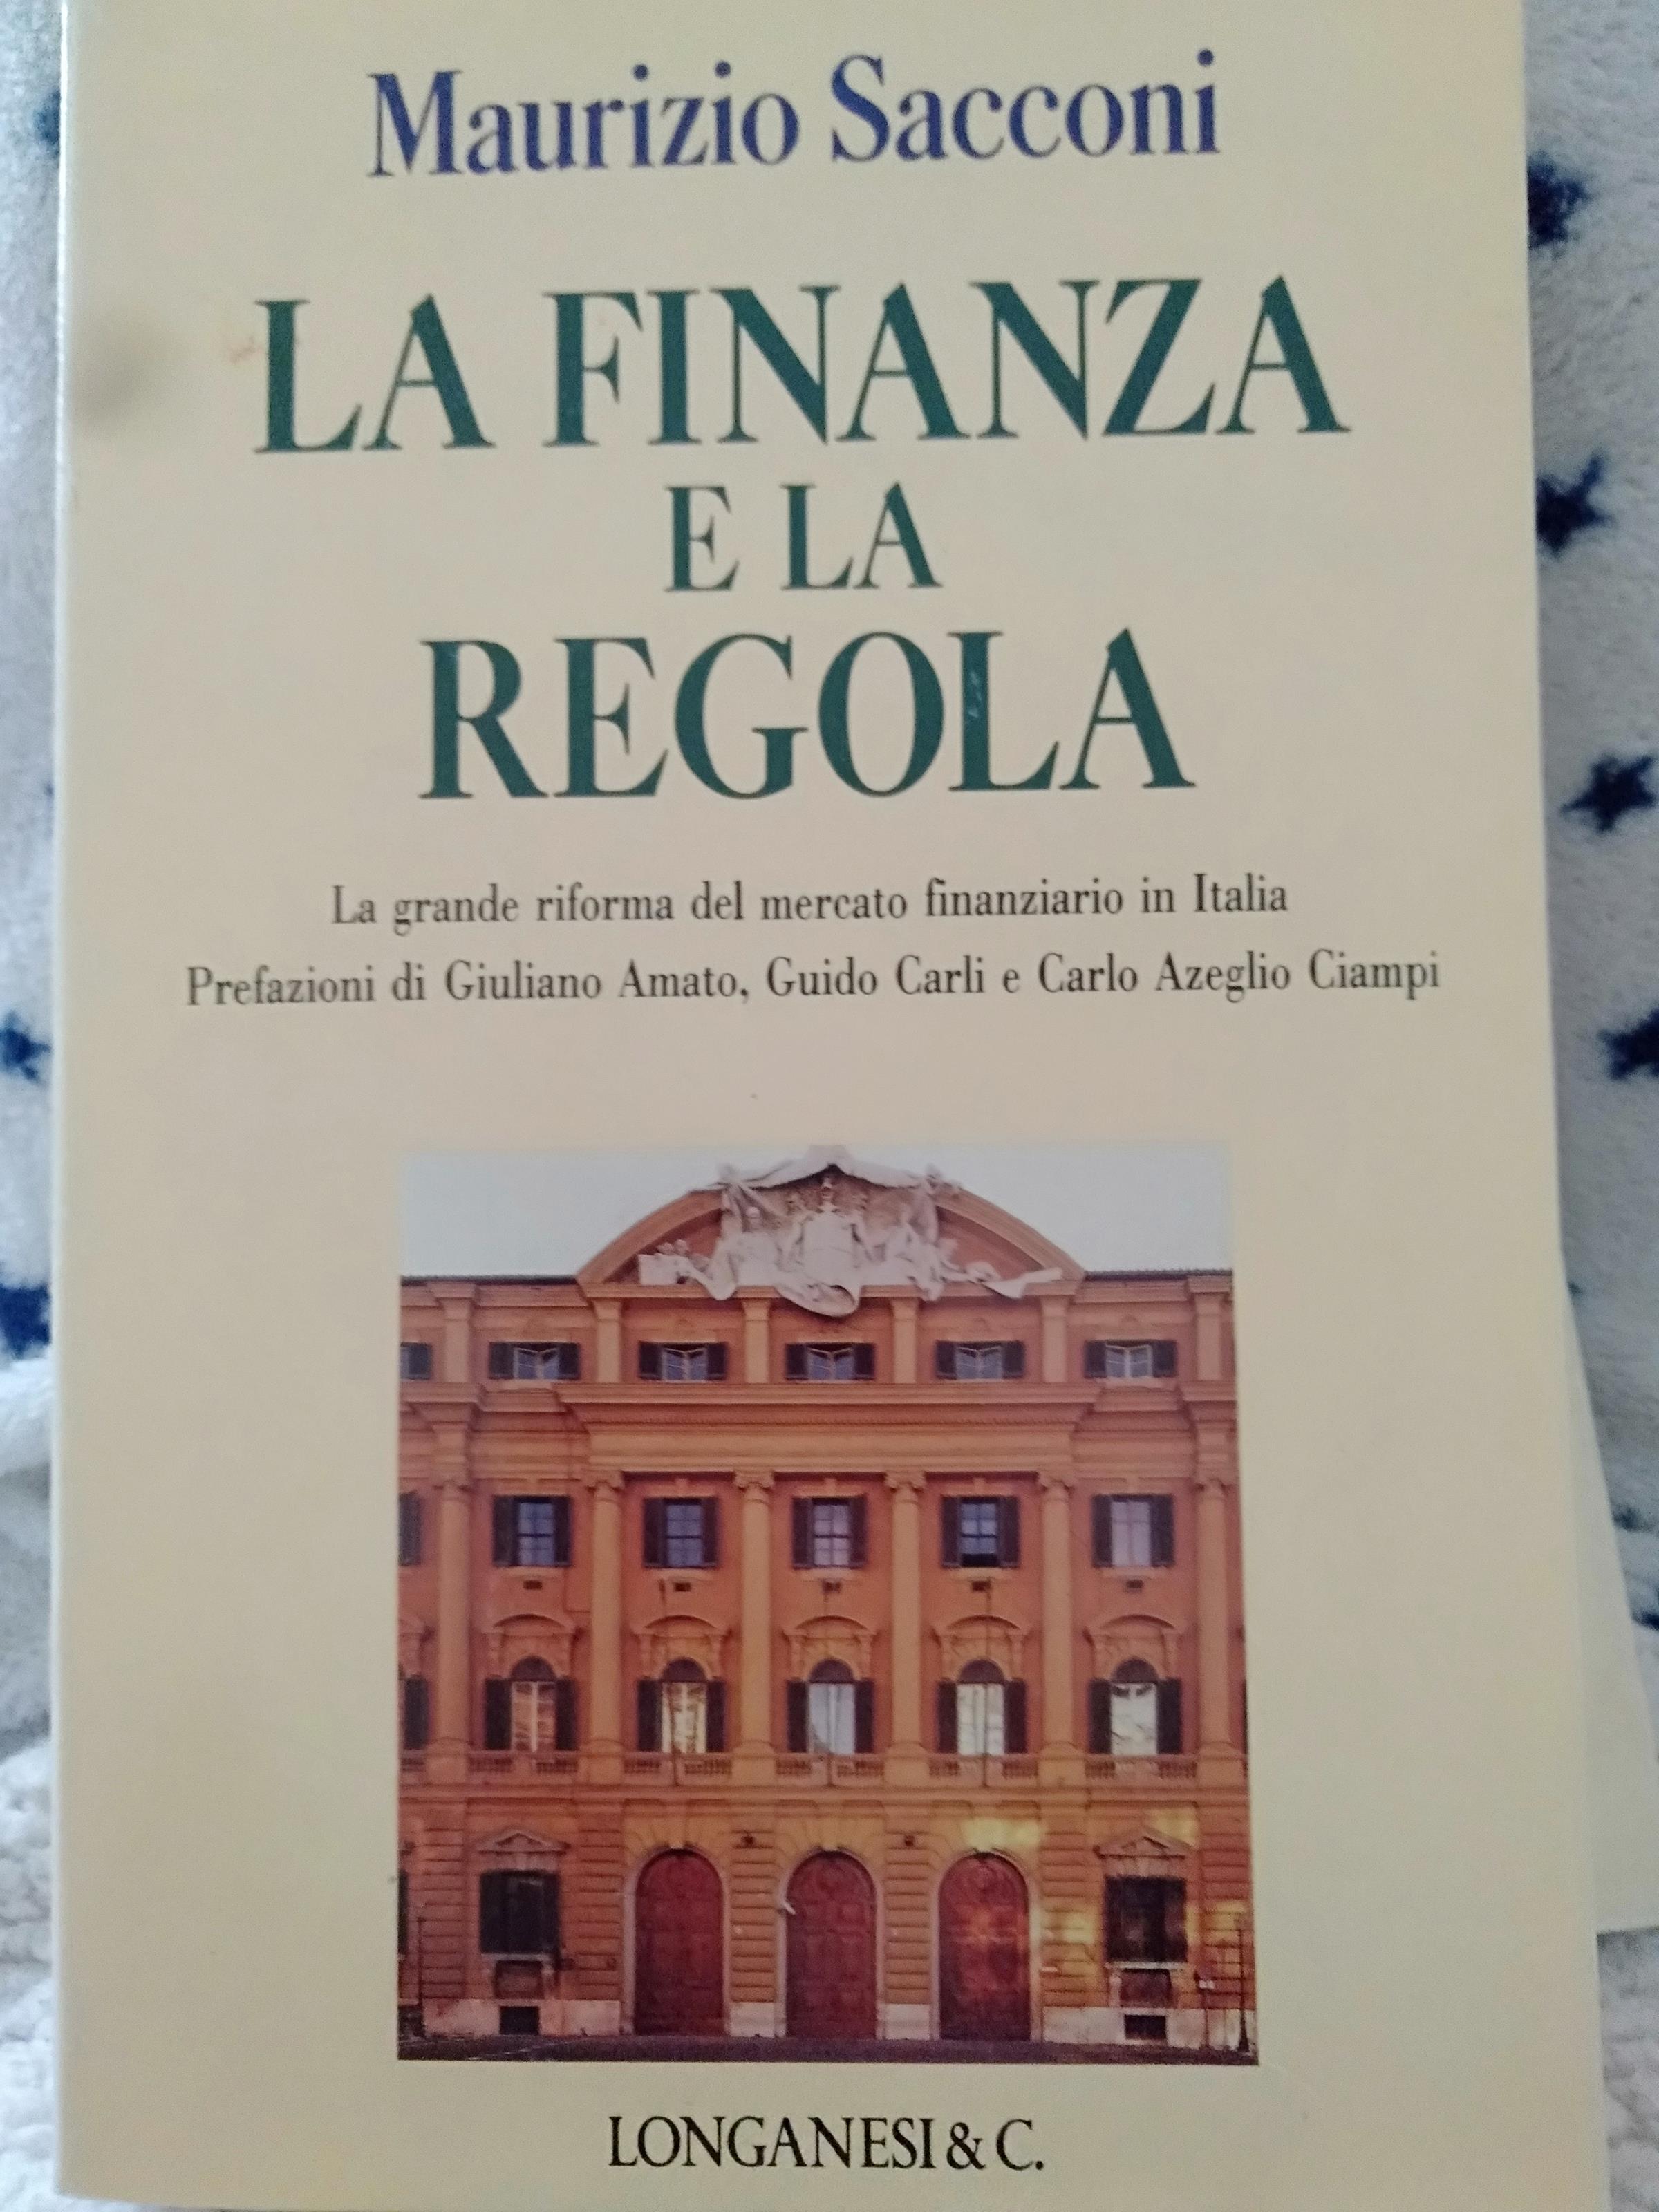 Maurizio Sacconi
LA FINANZA
E LA
REGOLA
La grande riforma del mercato finanziario in Italia
Prefazioni di Giuliano Amato, Guido Carli e Carlo Azeglio Ciampi
LONGANESI & C.